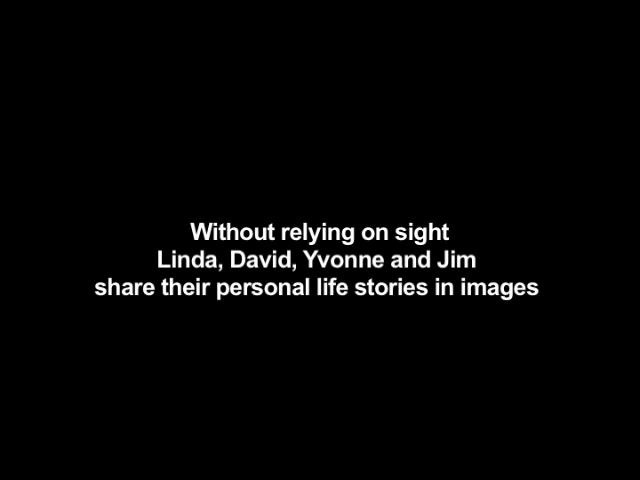 Without relying on sight
Linda, David, Yvonne and Jim
share their personal life stories in images